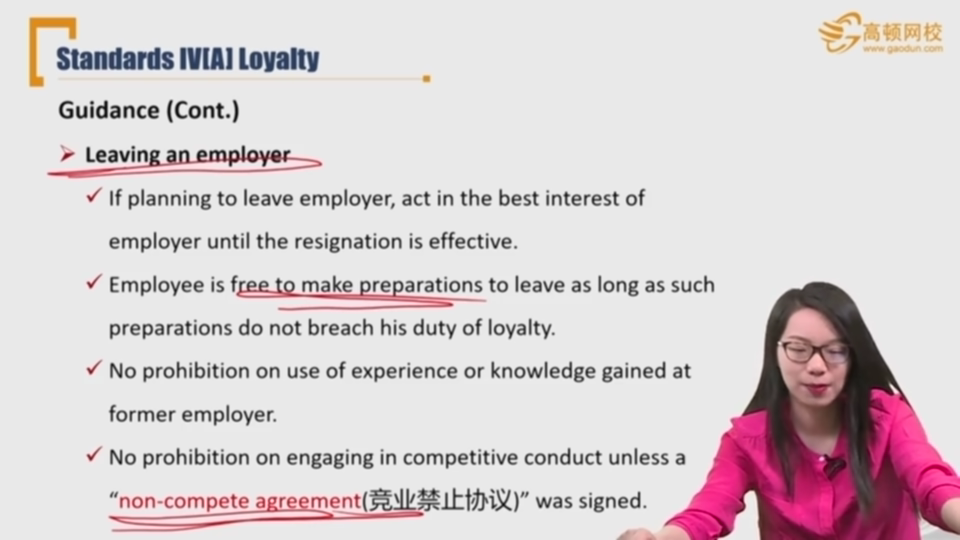 高顿网校
www.gaodun.com
Standards IV[A] Loyalty
Guidance (Cont.)
Leaving an employer
If planning to leave employer, act in the best interest of
employer until the resignation is effective.
Employee is free to make preparations to leave as long as such
preparations do not breach his duty of loyalty.
No prohibition on use of experience or knowledge gained at
former employer.
No prohibition on engaging in competitive conduct unless a
“non-compete agreement(竞业禁止协议)” was signed.